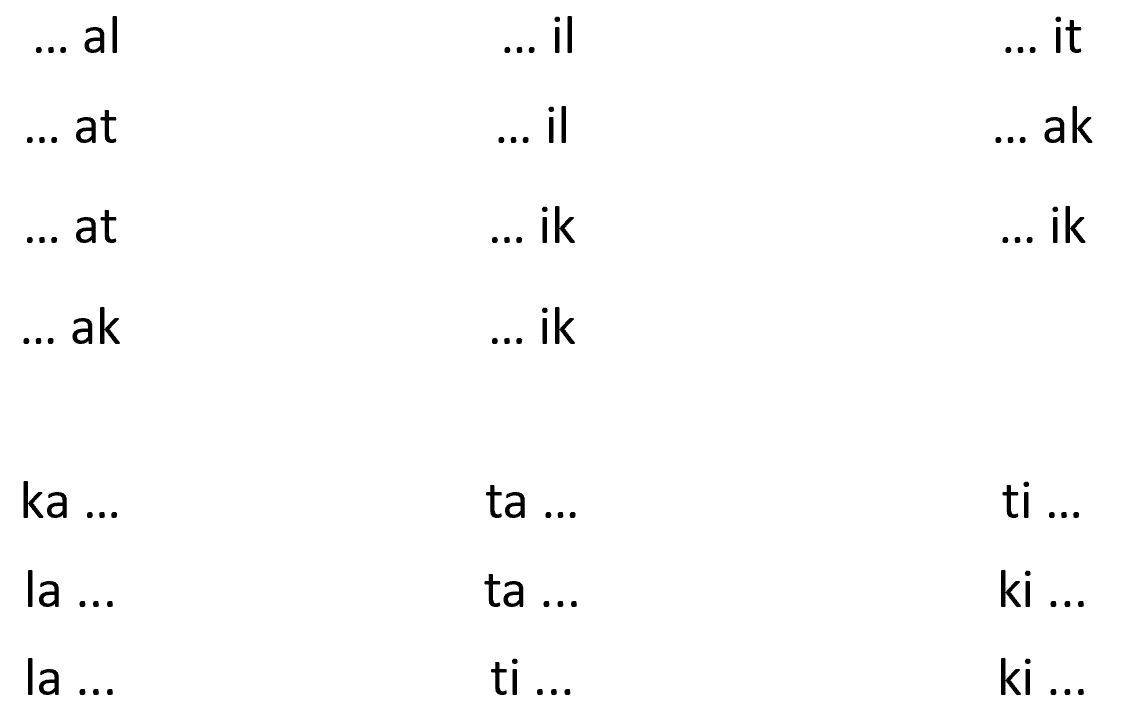 ... al ... il ... it
... at ... il ... ak
... at ... ik ... ik
... ak ... ik
ka ... ta ... ti ...
la ... ta ... ki ...
la ... ti ... ki ...